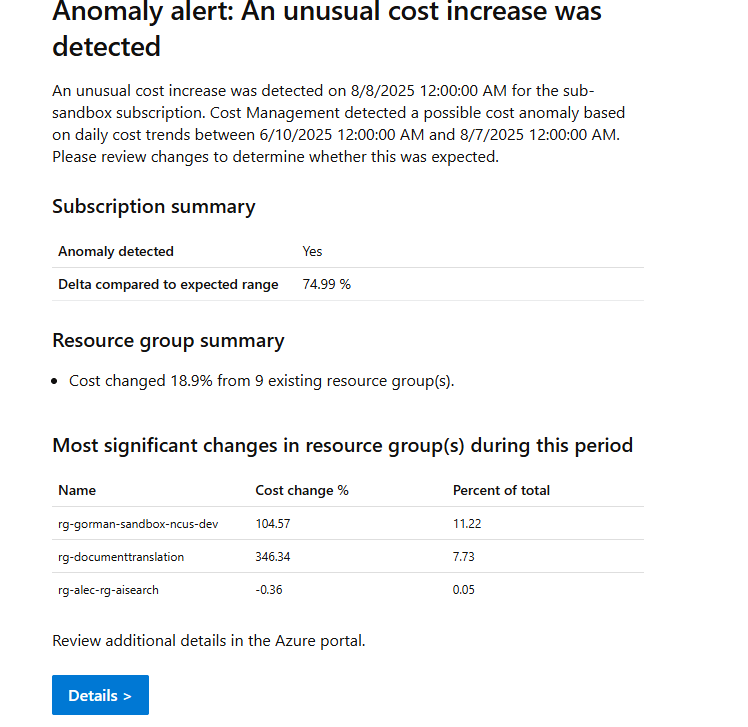 Anomaly alert: An unusual cost increase was
detected
An unusual cost increase was detected on 8/8/2025 12:00:00 AM for the sub-
sandbox subscription. Cost Management detected a possible cost anomaly based
on daily cost trends between 6/10/2025 12:00:00 AM and 8/7/2025 12:00:00 AM.
Please review changes to determine whether this was expected.
Subscription summary
Anomaly detected Yes
Delta compared to expected range 74.99 %
Resource group summary
• Cost changed 18.9% from 9 existing resource group(s).
Most significant changes in resource group(s) during this period
Name Cost change % Percent of total
rg-gorman-sandbox-ncus-dev 104.57 11.22
rg-documenttranslation 346.34 7.73
rg-alec-rg-aisearch -0.36 0.05
Review additional details in the Azure portal.
Details >